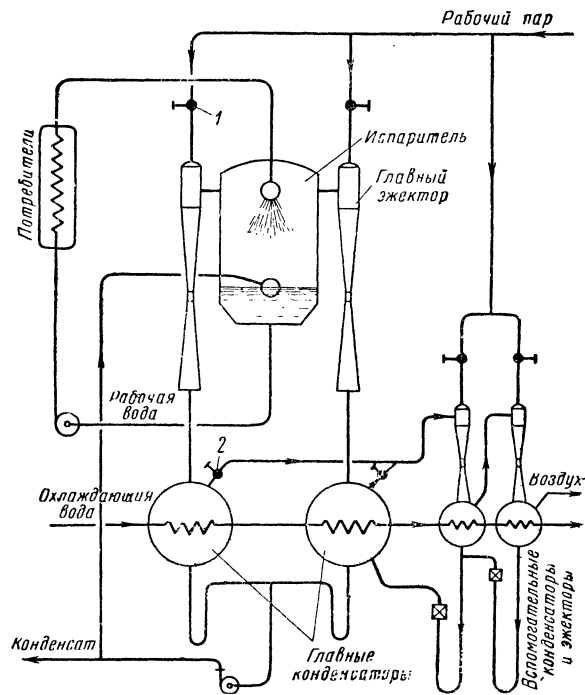 Рабочий пар
1
Испаритель
Главный
эжектор
Потребители
Рабочая
вода
2
Охлаждающая
вода
Воздух
Вспомогательные
конденсаторы
и эжекторы
Конденсат
Главные
конденсаторы